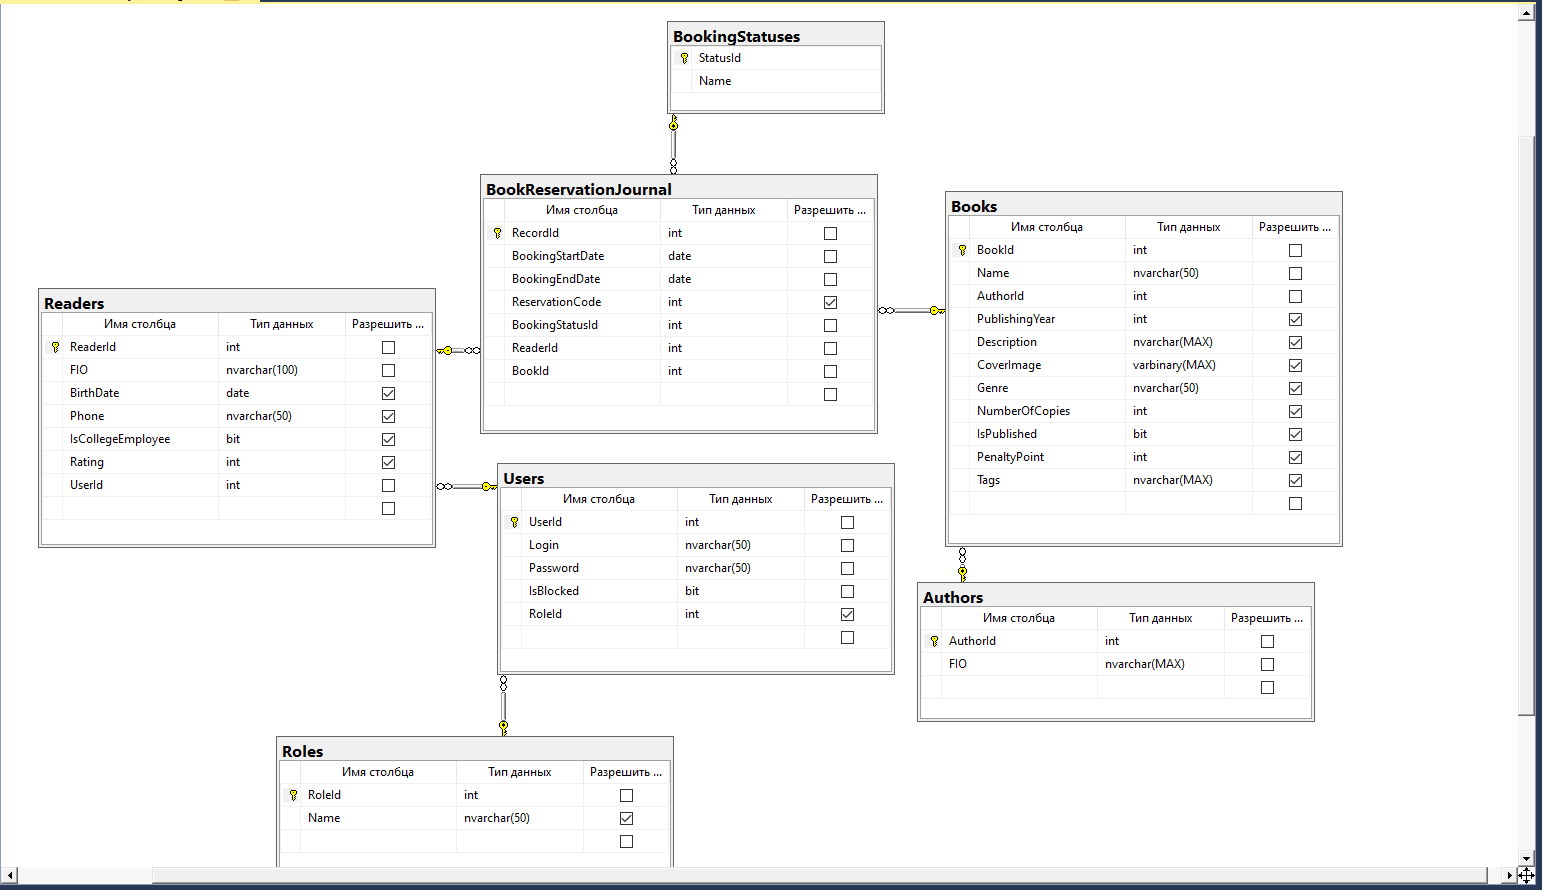 BookingStatuses
StatusId
Name
BookReservationJournal
Имя столбца Тип данных Разрешить ...
RecordId int
BookingStartDate date
BookingEndDate date
ReservationCode int
BookingStatusId int
ReaderId int
BookId int
Books
Имя столбца Тип данных Разрешить ...
BookId int
Name nvarchar(50)
AuthorId int
PublishingYear int
Description nvarchar(MAX)
CoverImage varbinary(MAX)
Genre nvarchar(50)
NumberOfCopies int
IsPublished bit
PenaltyPoint int
Tags nvarchar(MAX)
Readers
Имя столбца Тип данных Разрешить ...
ReaderId int
FIO nvarchar(100)
BirthDate date
Phone nvarchar(50)
IsCollegeEmployee bit
Rating int
UserId int
Users
Имя столбца Тип данных Разрешить ...
UserId int
Login nvarchar(50)
Password nvarchar(50)
IsBlocked bit
RoleId int
Authors
Имя столбца Тип данных Разрешить ...
AuthorId int
FIO nvarchar(MAX)
Roles
Имя столбца Тип данных Разрешить ...
RoleId int
Name nvarchar(50)